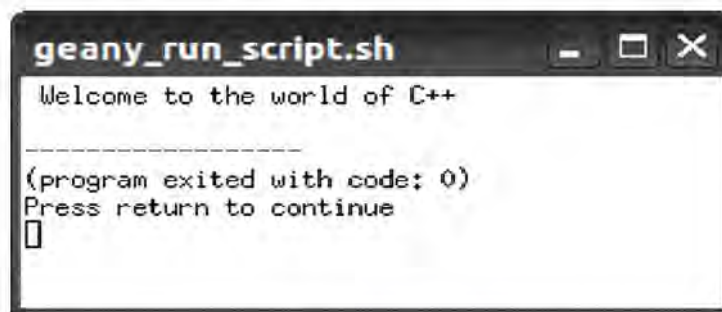 geany_run_script.sh
Welcome to the world of C++
------------------
(program exited with code: 0)
Press return to continue